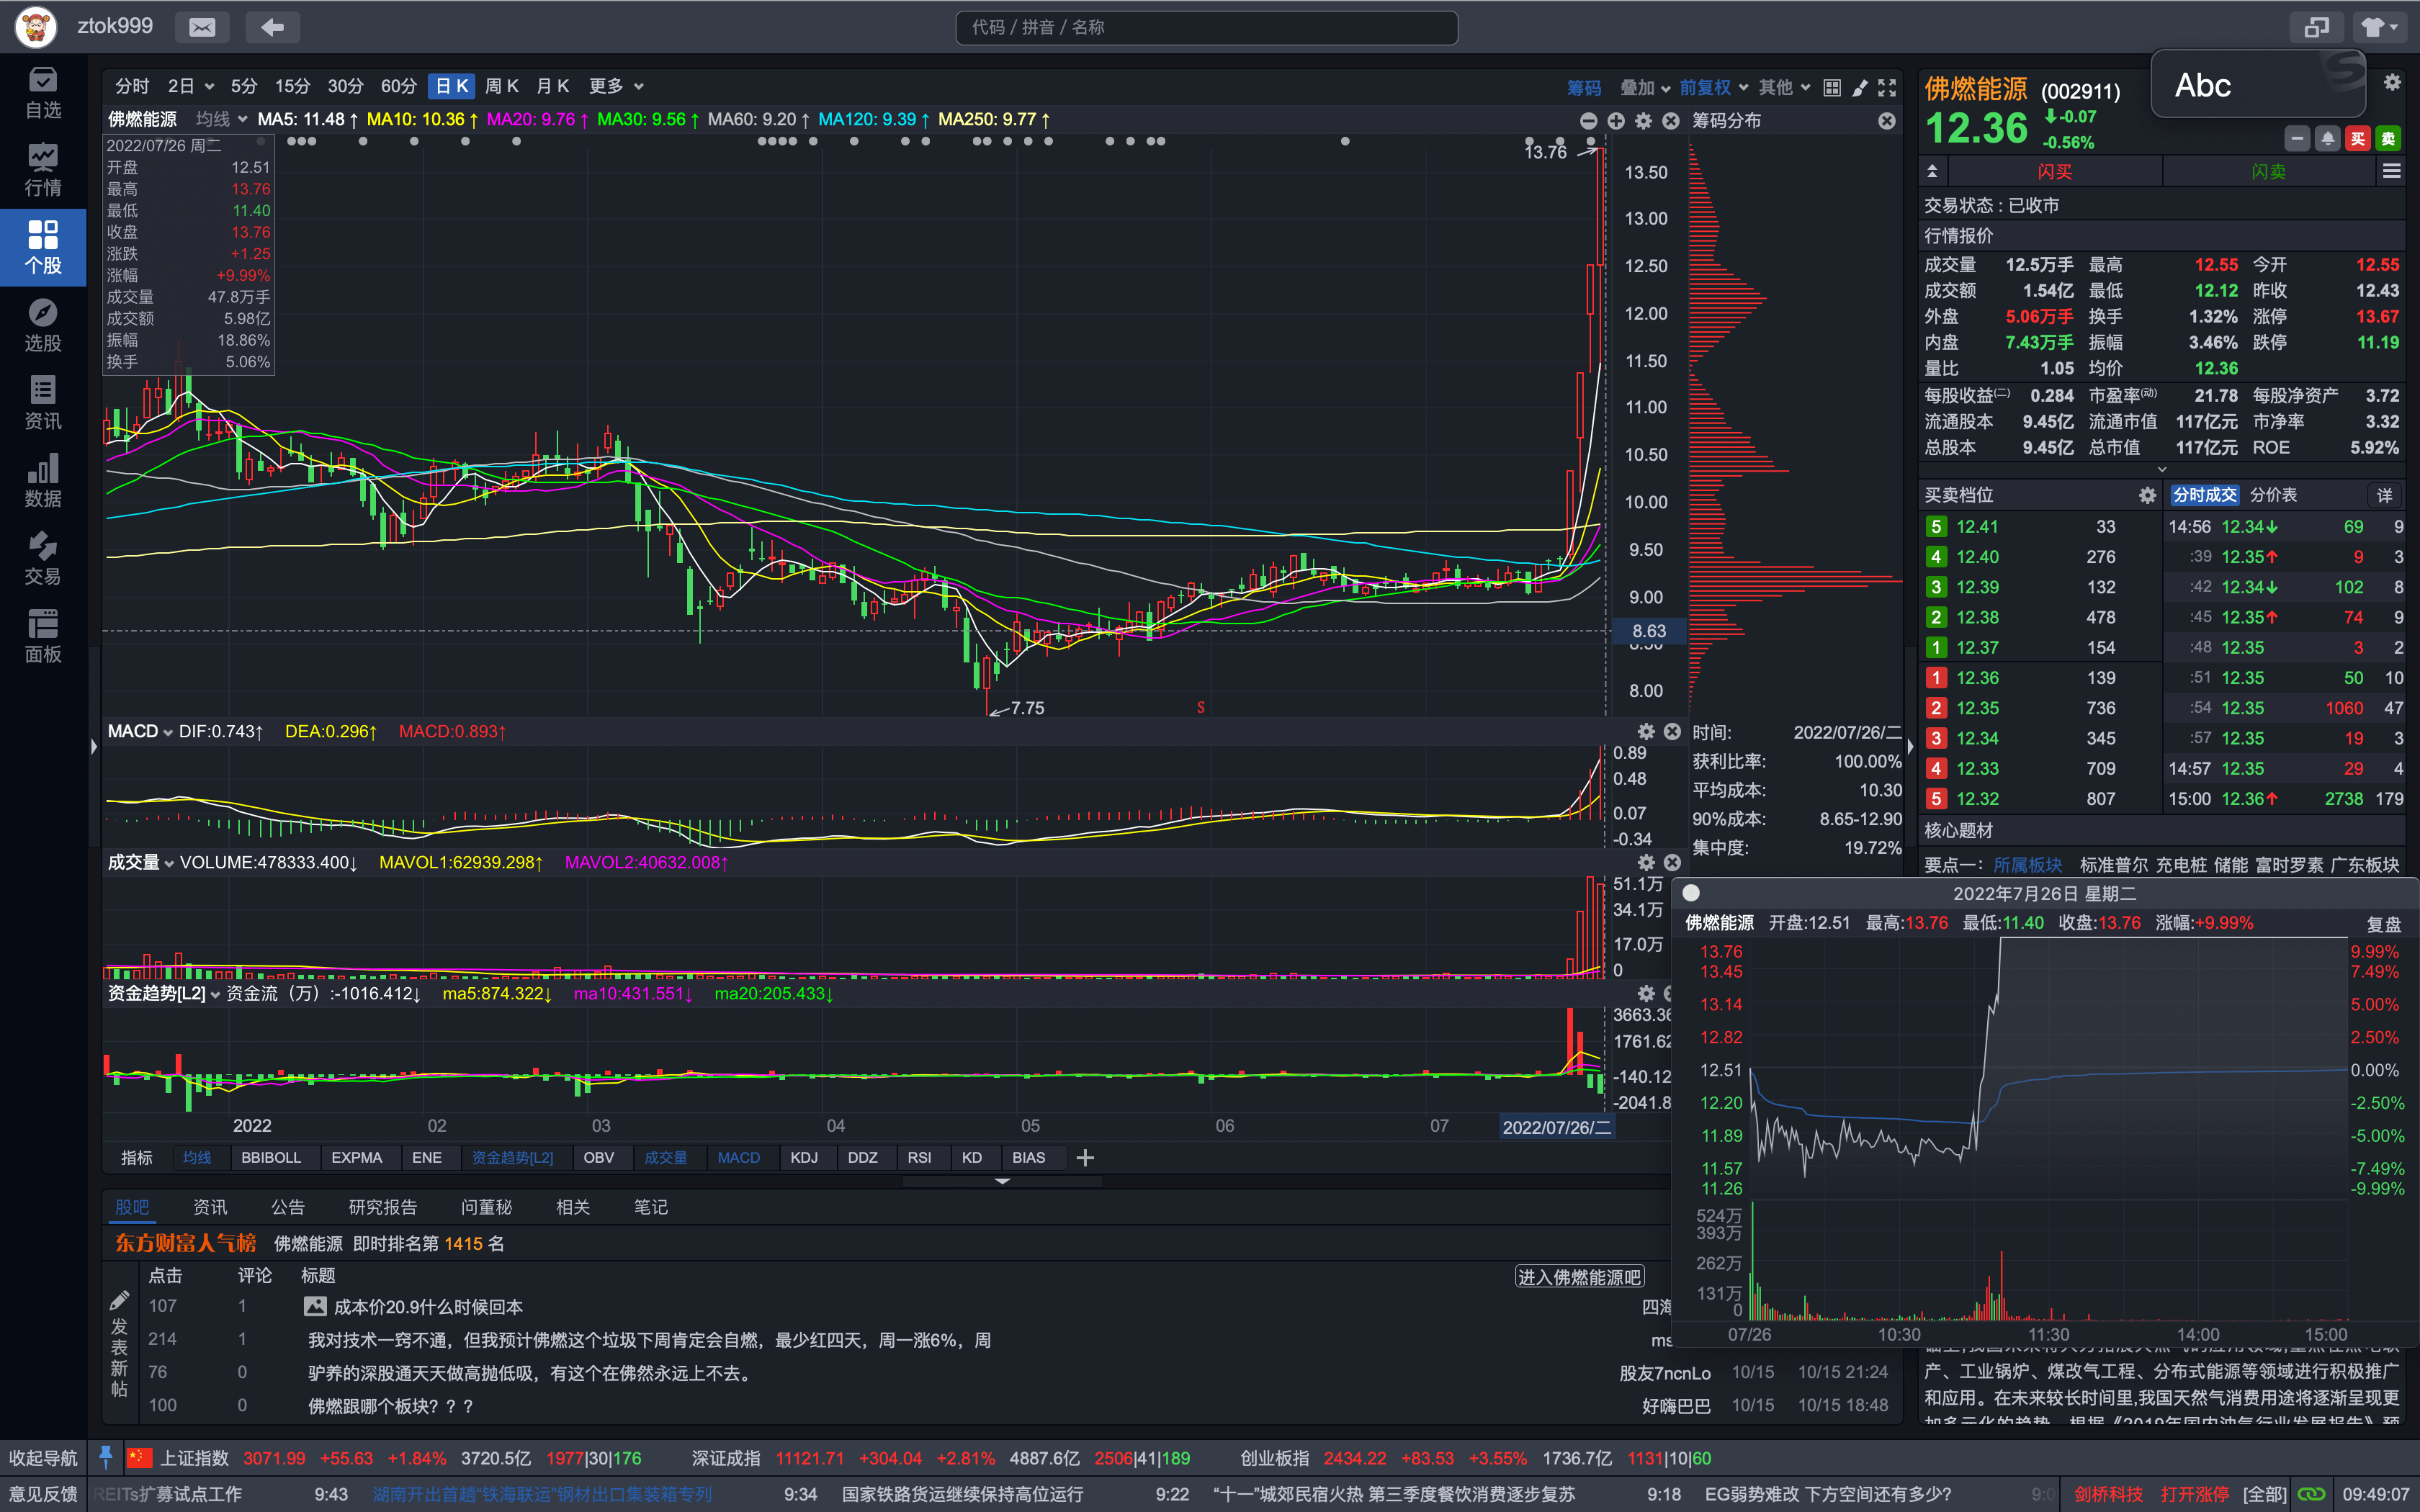 ztok999
代码 / 拼音 / 名称
Abc
自选
行情
个股
选股
资讯
数据
交易
面板
分时 2日 5分 15分 30分 60分 日K 周K 月K 更多 筹码 叠加 前复权 其他
佛燃能源 均线 MA5: 11.48↑ MA10: 10.36↑ MA20: 9.76↑ MA30: 9.56↑ MA60: 9.20↑ MA120: 9.39↑ MA250: 9.77↑
筹码分布
2022/07/26 周二
开盘 12.51
最高 13.76
最低 11.40
收盘 13.76
涨跌 +1.25
涨幅 +9.99%
成交量 47.8万手
成交额 5.98亿
振幅 18.86%
换手 5.06%
13.76
13.50
13.00
12.50
12.00
11.50
11.00
10.50
10.00
9.50
9.00
8.63
8.00
7.75
S
MACD DIF:0.743↑ DEA:0.296↑ MACD:0.893↑
0.89
0.48
0.07
-0.34
成交量 VOLUME:478333.400↓ MAVOL1:62939.298↑ MAVOL2:40632.008↑
51.1万
34.1万
17.0万
0
资金趋势[L2] 资金流（万）:-1016.412↓ ma5:874.322↓ ma10:431.551↓ ma20:205.433↓
3663.36
1761.62
-140.12
-2041.8
2022 02 03 04 05 06 07 2022/07/26/二
指标 均线 BBIBOLL EXPMA ENE 资金趋势[L2] OBV 成交量 MACD KDJ DDZ RSI KD BIAS
时间: 2022/07/26/二
获利比率: 100.00%
平均成本: 10.30
90%成本: 8.65-12.90
集中度: 19.72%
佛燃能源 (002911)
12.36 -0.07
-0.56%
买 卖
闪买 闪卖
交易状态 : 已收市
行情报价
成交量 12.5万手 最高 12.55 今开 12.55
成交额 1.54亿 最低 12.12 昨收 12.43
外盘 5.06万手 换手 1.32% 涨停 13.67
内盘 7.43万手 振幅 3.46% 跌停 11.19
量比 1.05 均价 12.36
每股收益(二) 0.284 市盈率(动) 21.78 每股净资产 3.72
流通股本 9.45亿 流通市值 117亿元 市净率 3.32
总股本 9.45亿 总市值 117亿元 ROE 5.92%
买卖档位 分时成交 分价表 详
5 12.41 33 14:56 12.34↓ 69 9
4 12.40 276 :39 12.35↑ 9 3
3 12.39 132 :42 12.34↓ 102 8
2 12.38 478 :45 12.35↑ 74 9
1 12.37 154 :48 12.35 3 2
1 12.36 139 :51 12.35 50 10
2 12.35 736 :54 12.35 1060 47
3 12.34 345 :57 12.35 19 3
4 12.33 709 14:57 12.35 29 4
5 12.32 807 15:00 12.36↑ 2738 179
核心题材
要点一: 所属板块 标准普尔 充电桩 储能 富时罗素 广东板块
2022年7月26日 星期二
佛燃能源 开盘:12.51 最高:13.76 最低:11.40 收盘:13.76 涨幅:+9.99% 复盘
13.76 9.99%
13.45 7.49%
13.14 5.00%
12.82 2.50%
12.51 0.00%
12.20 -2.50%
11.89 -5.00%
11.57 -7.49%
11.26 -9.99%
524万
393万
262万
131万
0
07/26 10:30 11:30 14:00 15:00
产、工业锅炉、煤改气工程、分布式能源等领域进行积极推广
和应用。在未来较长时间里,我国天然气消费用途将逐渐呈现更
股吧 资讯 公告 研究报告 问董秘 相关 笔记
东方财富人气榜 佛燃能源 即时排名第 1415 名
点击 评论 标题 进入佛燃能源吧
发表新帖
107 1 成本价20.9什么时候回本 四海
214 1 我对技术一窍不通，但我预计佛燃这个垃圾下周肯定会自燃，最少红四天，周一涨6%，周 ms
76 0 驴养的深股通天天做高抛低吸，有这个在佛然永远上不去。 股友7ncnLo 10/15 10/15 21:24
100 0 佛燃跟哪个板块？？？ 好嗨巴巴 10/15 10/15 18:48
收起导航 上证指数 3071.99 +55.63 +1.84% 3720.5亿 1977|30|176 深证成指 11121.71 +304.04 +2.81% 4887.6亿 2506|41|189 创业板指 2434.22 +83.53 +3.55% 1736.7亿 1131|10|60
意见反馈 REITs扩募试点工作 9:43 湖南开出首趟“铁海联运”钢材出口集装箱专列 9:34 国家铁路货运继续保持高位运行 9:22 “十一”城郊民宿火热 第三季度餐饮消费逐步复苏 9:18 EG弱势难改 下方空间还有多少? 剑桥科技 打开涨停 [全部] 09:49:07